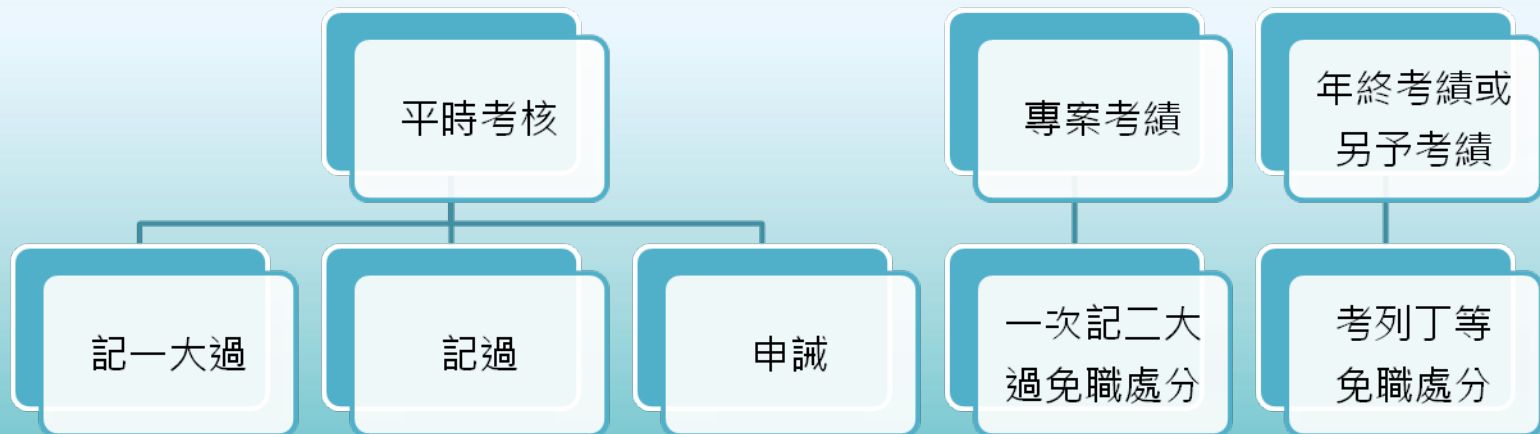 平時考核
專案考績
年終考績或
另予考績
記一大過
記過
申誡
一次記二大
過免職處分
考列丁等
免職處分